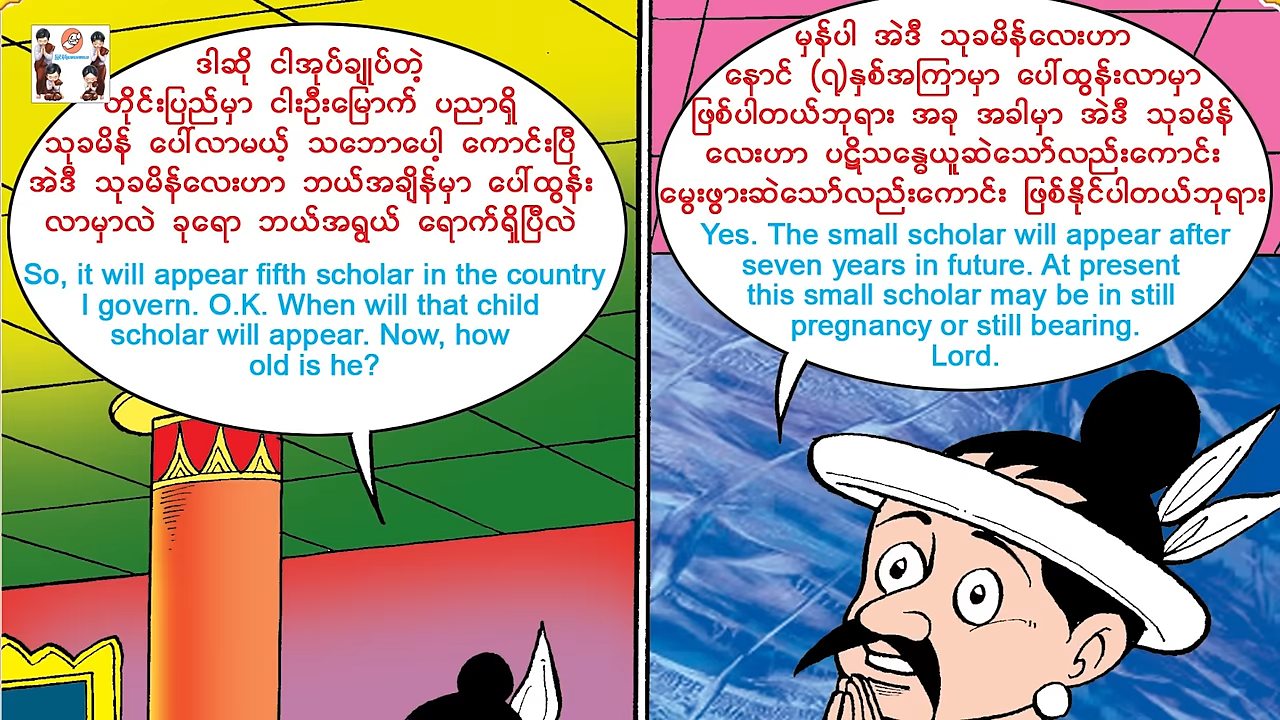 ဒါဆို ငါအုပ်ချုပ်တဲ့
တိုင်းပြည်မှာ ငါးဦးမြောက် ပညာရှိ
သုခမိန် ပေါ်လာမယ့် သဘောပေါ့ ကောင်းပြီ
အဲဒီ သုခမိန်လေးဟာ ဘယ်အချိန်မှာ ပေါ်ထွန်း
လာမှာလဲ ခုရော ဘယ်အရွယ် ရောက်ရှိပြီလဲ
So, it will appear fifth scholar in the country
I govern. O.K. When will that child
scholar will appear. Now, how
old is he?
မှန်ပါ အဲဒီ သုခမိန်လေးဟာ
နောင် (၇)နှစ်အကြာမှာ ပေါ်ထွန်းလာမှာ
ဖြစ်ပါတယ်ဘုရား အခု အခါမှာ အဲဒီ သုခမိန်
လေးဟာ ပဋိသန္ဓေယူဆဲသော်လည်းကောင်း
မွေးဖွားဆဲသော်လည်းကောင်း ဖြစ်နိုင်ပါတယ်ဘုရား
Yes. The small scholar will appear after
seven years in future. At present
this small scholar may be in still
pregnancy or still bearing.
Lord.